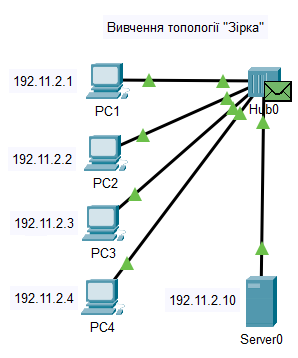 Вивчення топології "Зірка"
192.11.2.1
PC1
Hub0
192.11.2.2
PC2
192.11.2.3
PC3
192.11.2.4
PC4
192.11.2.10
Server0